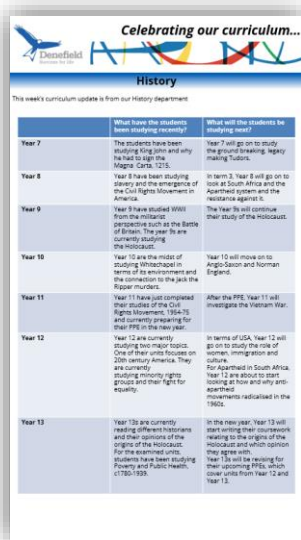 Celebrating our curriculum...
Denefield
History
This week's curriculum update is from our History department
What have the students
been studying recently?
What will the students be
studying next?
Year 7
The students have been
studying King John and why
he had to sign the
Magna Carta, 1215.
Year 7 will go on to study
the ground breaking, legacy
making Tudors.
Year 8
Year 8 have been studying
slavery and the emergence of
the Civil Rights Movement in
America.
In term 3, Year 8 will go on to
look at South Africa and the
Apartheid system and the
resistance against it.
Year 9
Year 9 have studied WWII
from the militarist
perspective such as the Battle
of Britain. The year 9s are
currently studying
the Holocaust.
The Year 9s will continue
their study of the Holocaust.
Year 10
Year 10 are the midst of
studying Whitechapel in
terms of its environment and
the connection to the Jack the
Ripper murders.
Year 10 will move on to
Anglo-Saxon and Norman
England.
Year 11
Year 11 have just completed
their studies of the Civil
Rights Movement, 1954-75
and currently preparing for
their PPE in the new year.
After the PPE, Year 11 will
investigate the Vietnam War.
Year 12
Year 12 are currently
studying two major topics.
One of their units focuses on
20th century America. They
are currently
studying minority rights
groups and their fight for
equality.
In terms of USA, Year 12 will
go on to study the role of
women, immigration and
culture.
For Apartheid in South Africa,
Year 12 are about to start
looking at how and why anti-
apartheid
movements radicalised in the
1960s.
Year 13
Year 13s are currently
reading different historians
and their opinions of the
origins of the Holocaust.
For the examined units,
students have been studying
Poverty and Public Health,
c1780-1939.
In the new year, Year 13 will
start writing their coursework
relating to the origins of the
Holocaust and which opinion
they agree with.
Year 13s will be revising for
their upcoming PPEs, which
cover units from Year 12 and
Year 13.